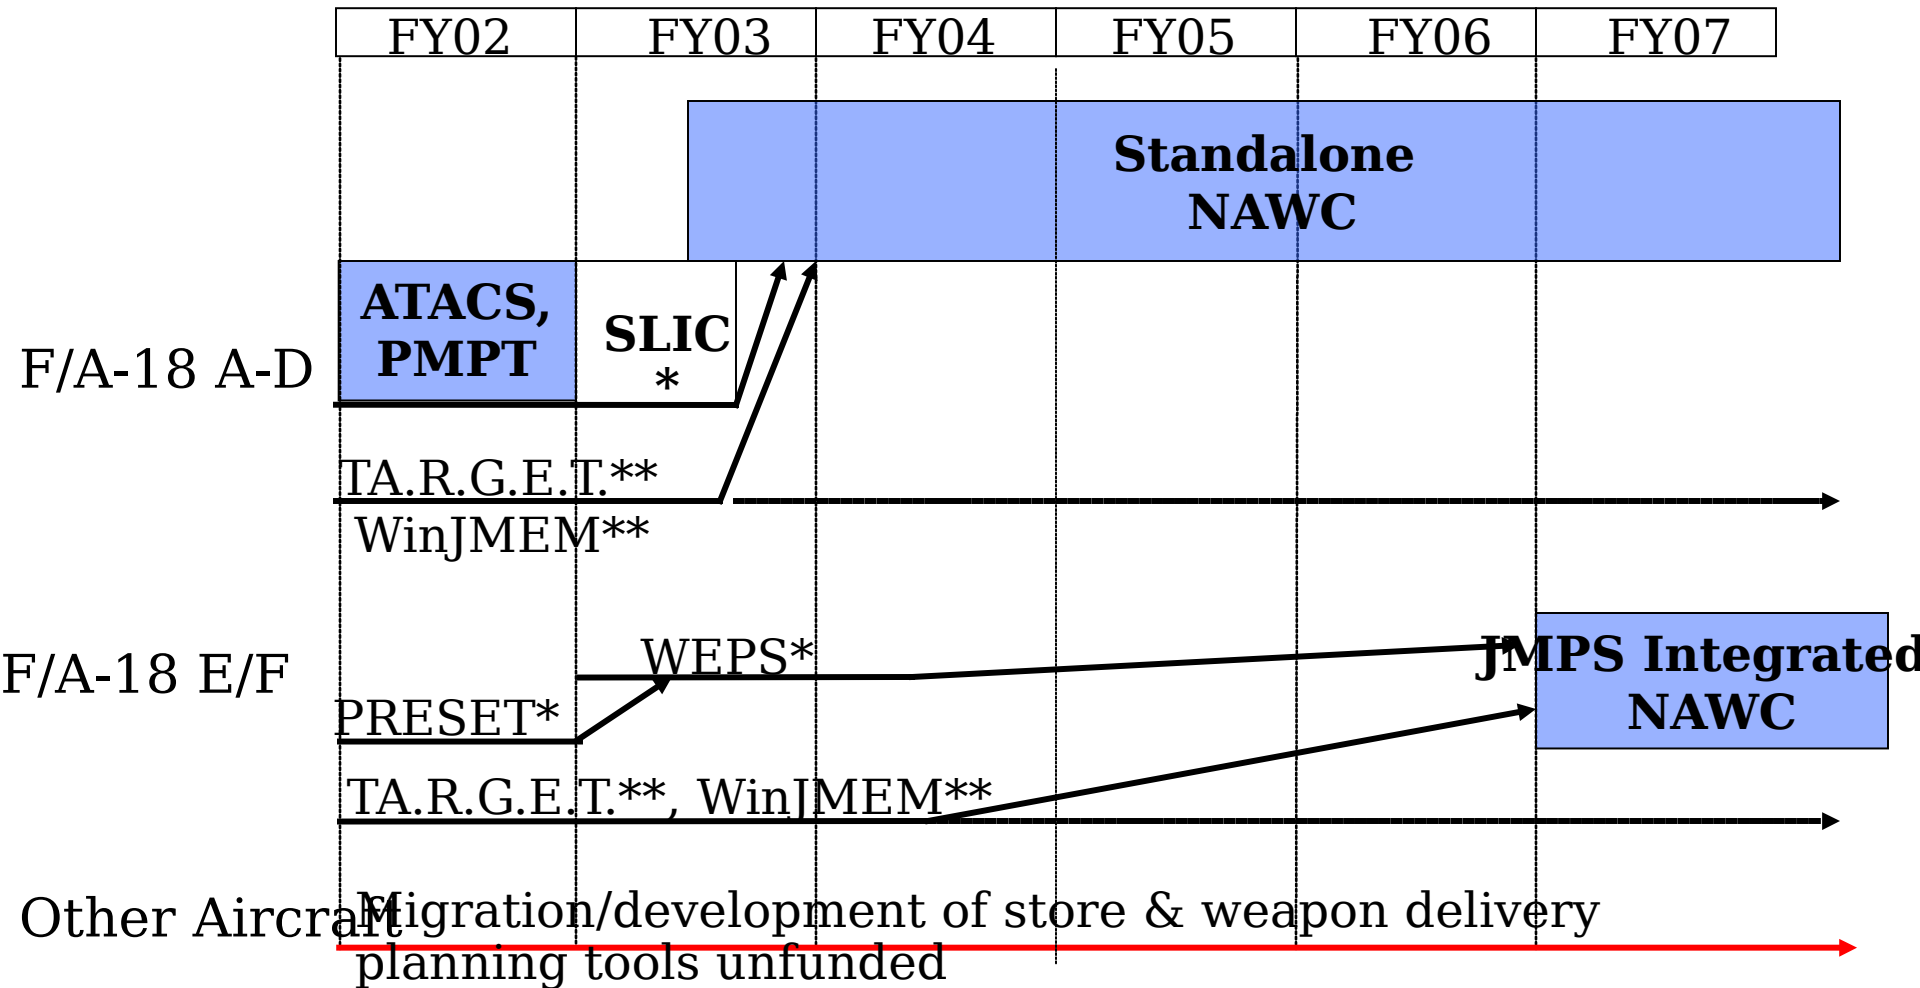 FY02 FY03 FY04 FY05 FY06 FY07
Standalone
NAWC
ATACS,
PMPT
SLIC
*
F/A-18 A-D
TA.R.G.E.T.**
WinJMEM**
F/A-18 E/F
WEPS*
PRESET*
JMPS Integrated
NAWC
TA.R.G.E.T.**, WinJMEM**
Other Aircraft
Migration/development of store & weapon delivery
planning tools unfunded